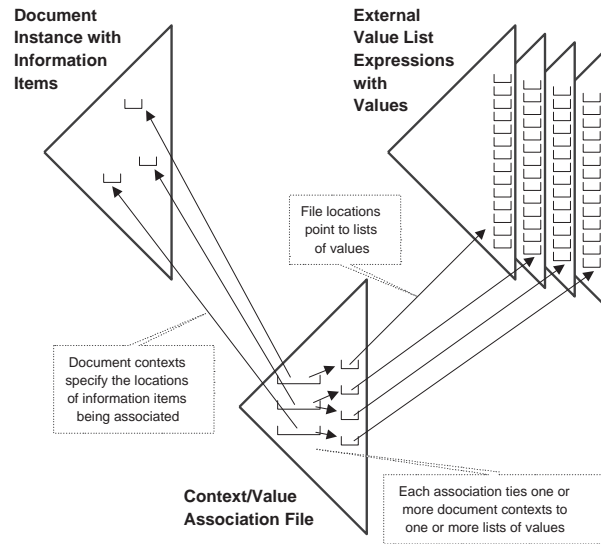 Document
Instance with
Information
Items
External
Value List
Expressions
with
Values
File locations
point to lists
of values
Document contexts
specify the locations
of information items
being associated
Context/Value
Association File
Each association ties one or
more document contexts to
one or more lists of values